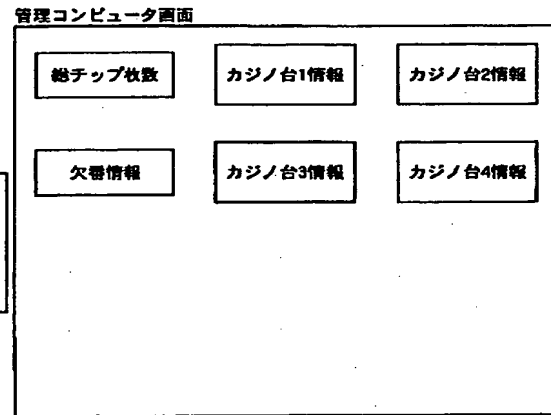 管理コンピュータ画面
総チップ枚数
カジノ台1情報
カジノ台2情報
欠番情報
カジノ台3情報
カジノ台4情報